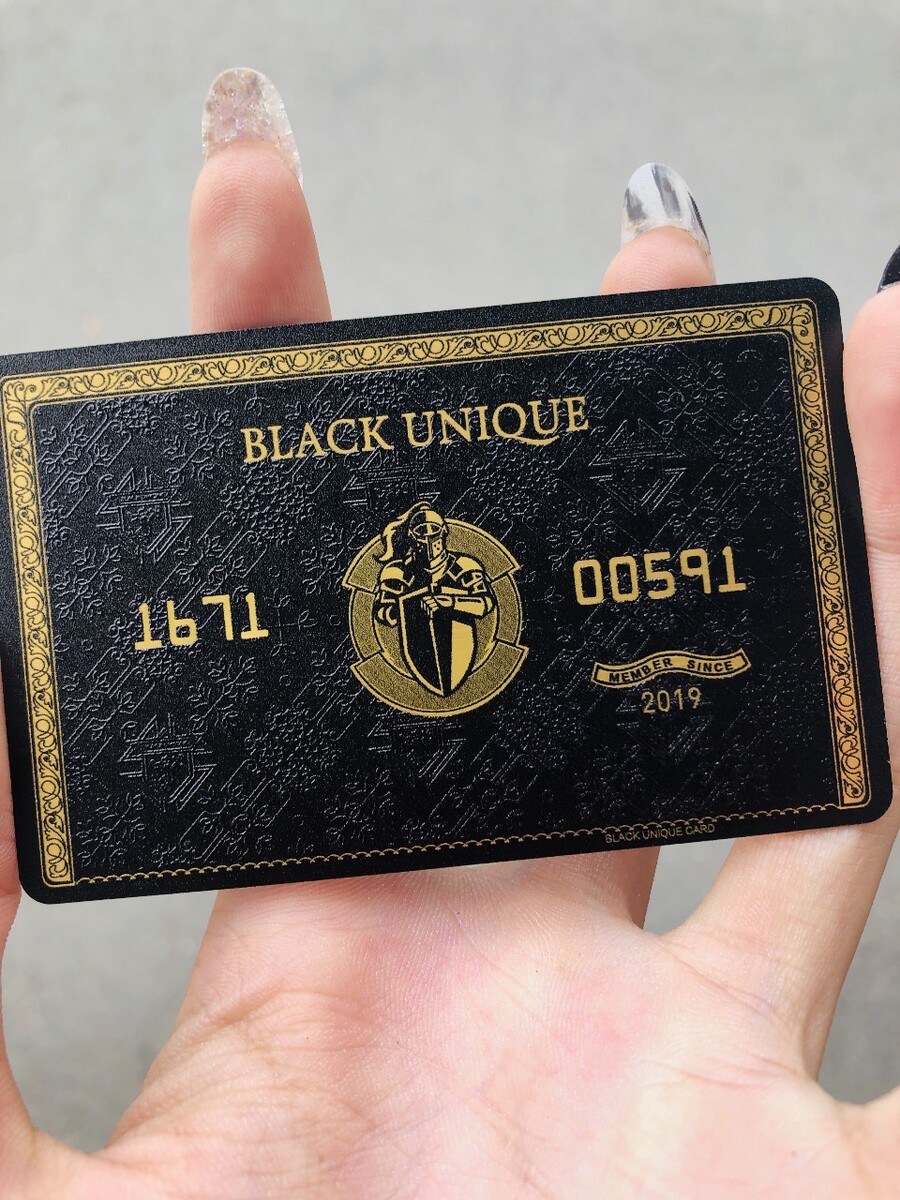 BLACK UNIQUE
1671
00591
MEMBER SINCE
2019
BLACK UNIQUE CARD